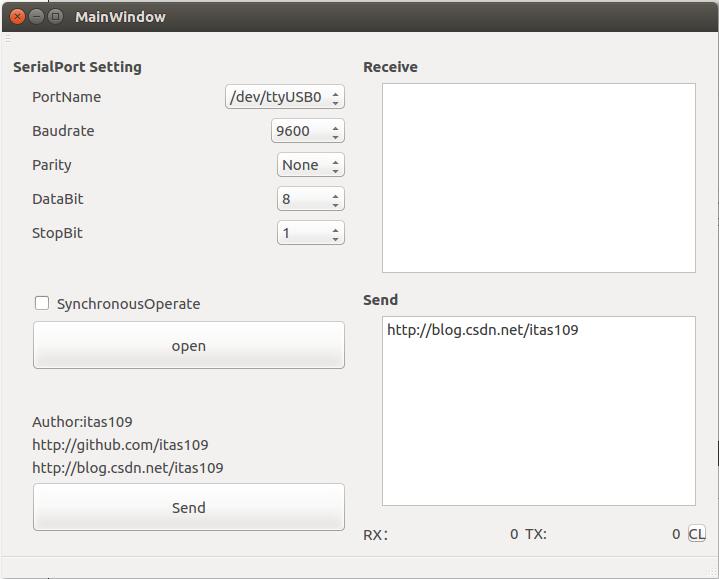 MainWindow
SerialPort Setting
PortName /dev/ttyUSB0
Baudrate 9600
Parity None
DataBit 8
StopBit 1
SynchronousOperate
open
Author:itas109
http://github.com/itas109
http://blog.csdn.net/itas109
Send
Receive
Send
http://blog.csdn.net/itas109
RX: 0 TX: 0 CL